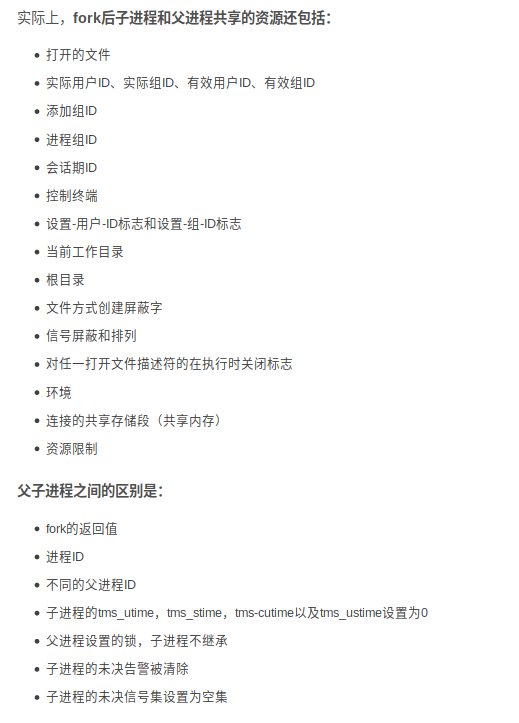 实际上，fork后子进程和父进程共享的资源还包括：
打开的文件
实际用户ID、实际组ID、有效用户ID、有效组ID
添加组ID
进程组ID
会话期ID
控制终端
设置-用户-ID标志和设置-组-ID标志
当前工作目录
根目录
文件方式创建屏蔽字
信号屏蔽和排列
对任一打开文件描述符的在执行时关闭标志
环境
连接的共享存储段（共享内存）
资源限制
父子进程之间的区别是：
fork的返回值
进程ID
不同的父进程ID
子进程的tms_utime，tms_stime，tms-cutime以及tms_ustime设置为0
父进程设置的锁，子进程不继承
子进程的未决告警被清除
子进程的未决信号集设置为空集